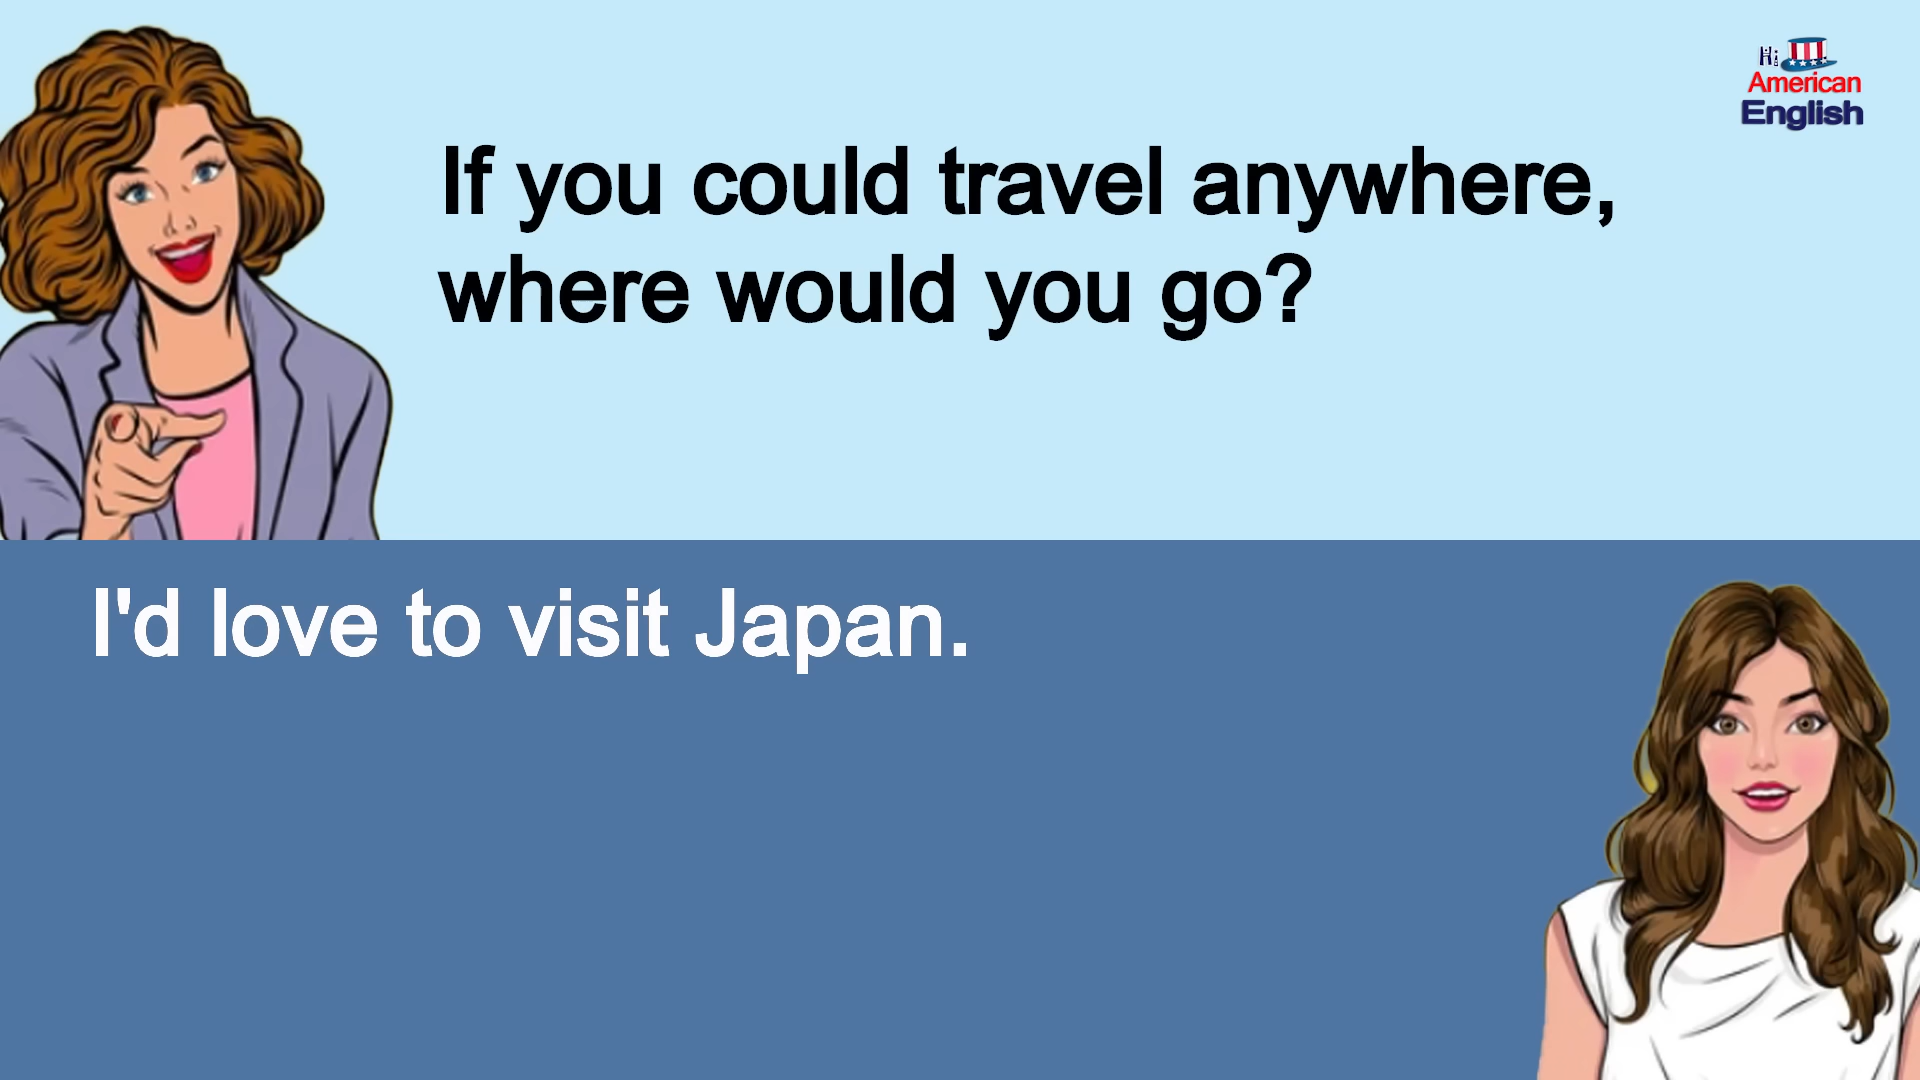 Hi
American
English
If you could travel anywhere,
where would you go?
I'd love to visit Japan.